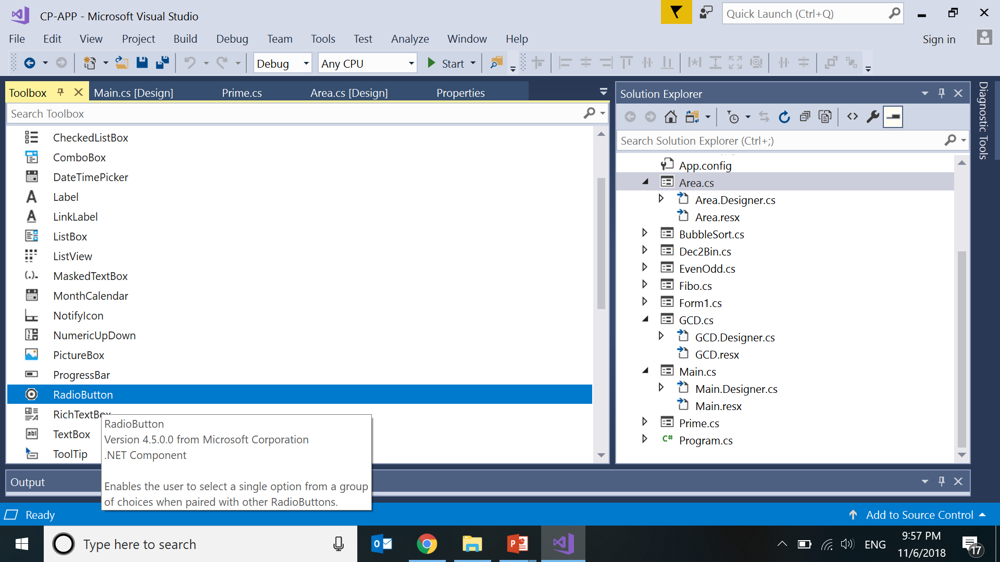 CP-APP - Microsoft Visual Studio
Quick Launch (Ctrl+Q)
File Edit View Project Build Debug Team Tools Test Analyze Window Help
Sign in
Debug Any CPU Start
Toolbox Main.cs [Design] Prime.cs Area.cs [Design] Properties
Search Toolbox
CheckedListBox
ComboBox
DateTimePicker
Label
LinkLabel
ListBox
ListView
MaskedTextBox
MonthCalendar
NotifyIcon
NumericUpDown
PictureBox
ProgressBar
RadioButton
RichTextBox
TextBox
ToolTip
RadioButton
Version 4.5.0.0 from Microsoft Corporation
.NET Component
Enables the user to select a single option from a group
of choices when paired with other RadioButtons.
Solution Explorer
Search Solution Explorer (Ctrl+;)
App.config
Area.cs
Area.Designer.cs
Area.resx
BubbleSort.cs
Dec2Bin.cs
EvenOdd.cs
Fibo.cs
Form1.cs
GCD.cs
GCD.Designer.cs
GCD.resx
Main.cs
Main.Designer.cs
Main.resx
Prime.cs
C# Program.cs
Diagnostic Tools
Output
Ready
Add to Source Control
Type here to search
ENG
9:57 PM
11/6/2018
17